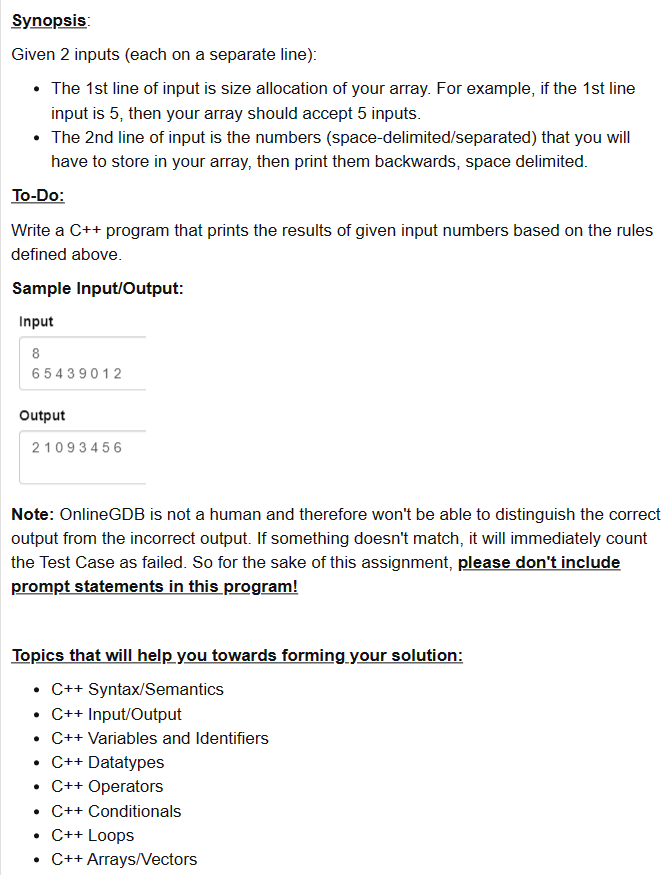 Synopsis:
Given 2 inputs (each on a separate line):
• The 1st line of input is size allocation of your array. For example, if the 1st line
input is 5, then your array should accept 5 inputs.
• The 2nd line of input is the numbers (space-delimited/separated) that you will
have to store in your array, then print them backwards, space delimited.
To-Do:
Write a C++ program that prints the results of given input numbers based on the rules
defined above.
Sample Input/Output:
Input
8
6 5 4 3 9 0 1 2
Output
2 1 0 9 3 4 5 6
Note: OnlineGDB is not a human and therefore won't be able to distinguish the correct
output from the incorrect output. If something doesn't match, it will immediately count
the Test Case as failed. So for the sake of this assignment, please don't include
prompt statements in this program!
Topics that will help you towards forming your solution:
• C++ Syntax/Semantics
• C++ Input/Output
• C++ Variables and Identifiers
• C++ Datatypes
• C++ Operators
• C++ Conditionals
• C++ Loops
• C++ Arrays/Vectors